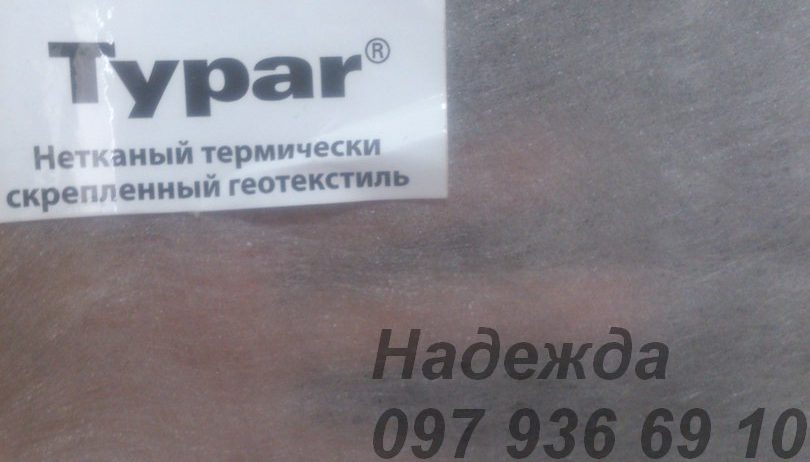 Typar®
Нетканый термически
скрепленный геотекстиль
Надежда
097 936 69 10